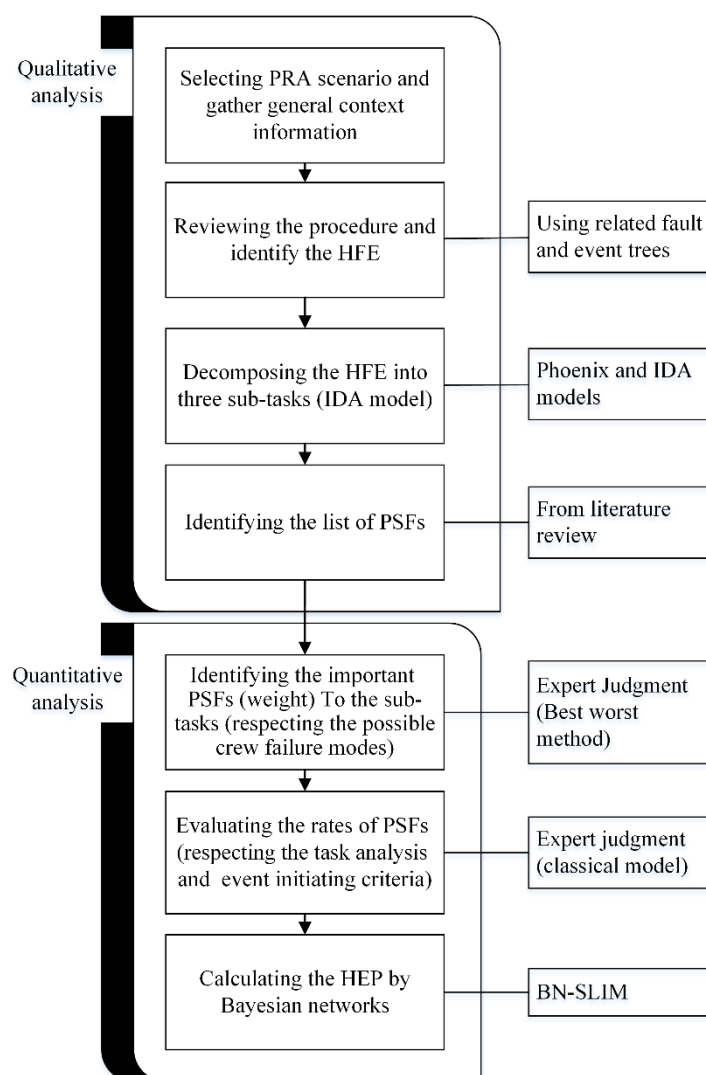 Qualitative
analysis
Selecting PRA scenario and
gather general context
information
Reviewing the procedure and
identify the HFE
Using related fault
and event trees
Decomposing the HFE into
three sub-tasks (IDA model)
Phoenix and IDA
models
Identifying the list of PSFs
From literature
review
Quantitative
analysis
Identifying the important
PSFs (weight) To the sub-
tasks (respecting the possible
crew failure modes)
Expert Judgment
(Best worst
method)
Evaluating the rates of PSFs
(respecting the task analysis
and event initiating criteria)
Expert judgment
(classical model)
Calculating the HEP by
Bayesian networks
BN-SLIM